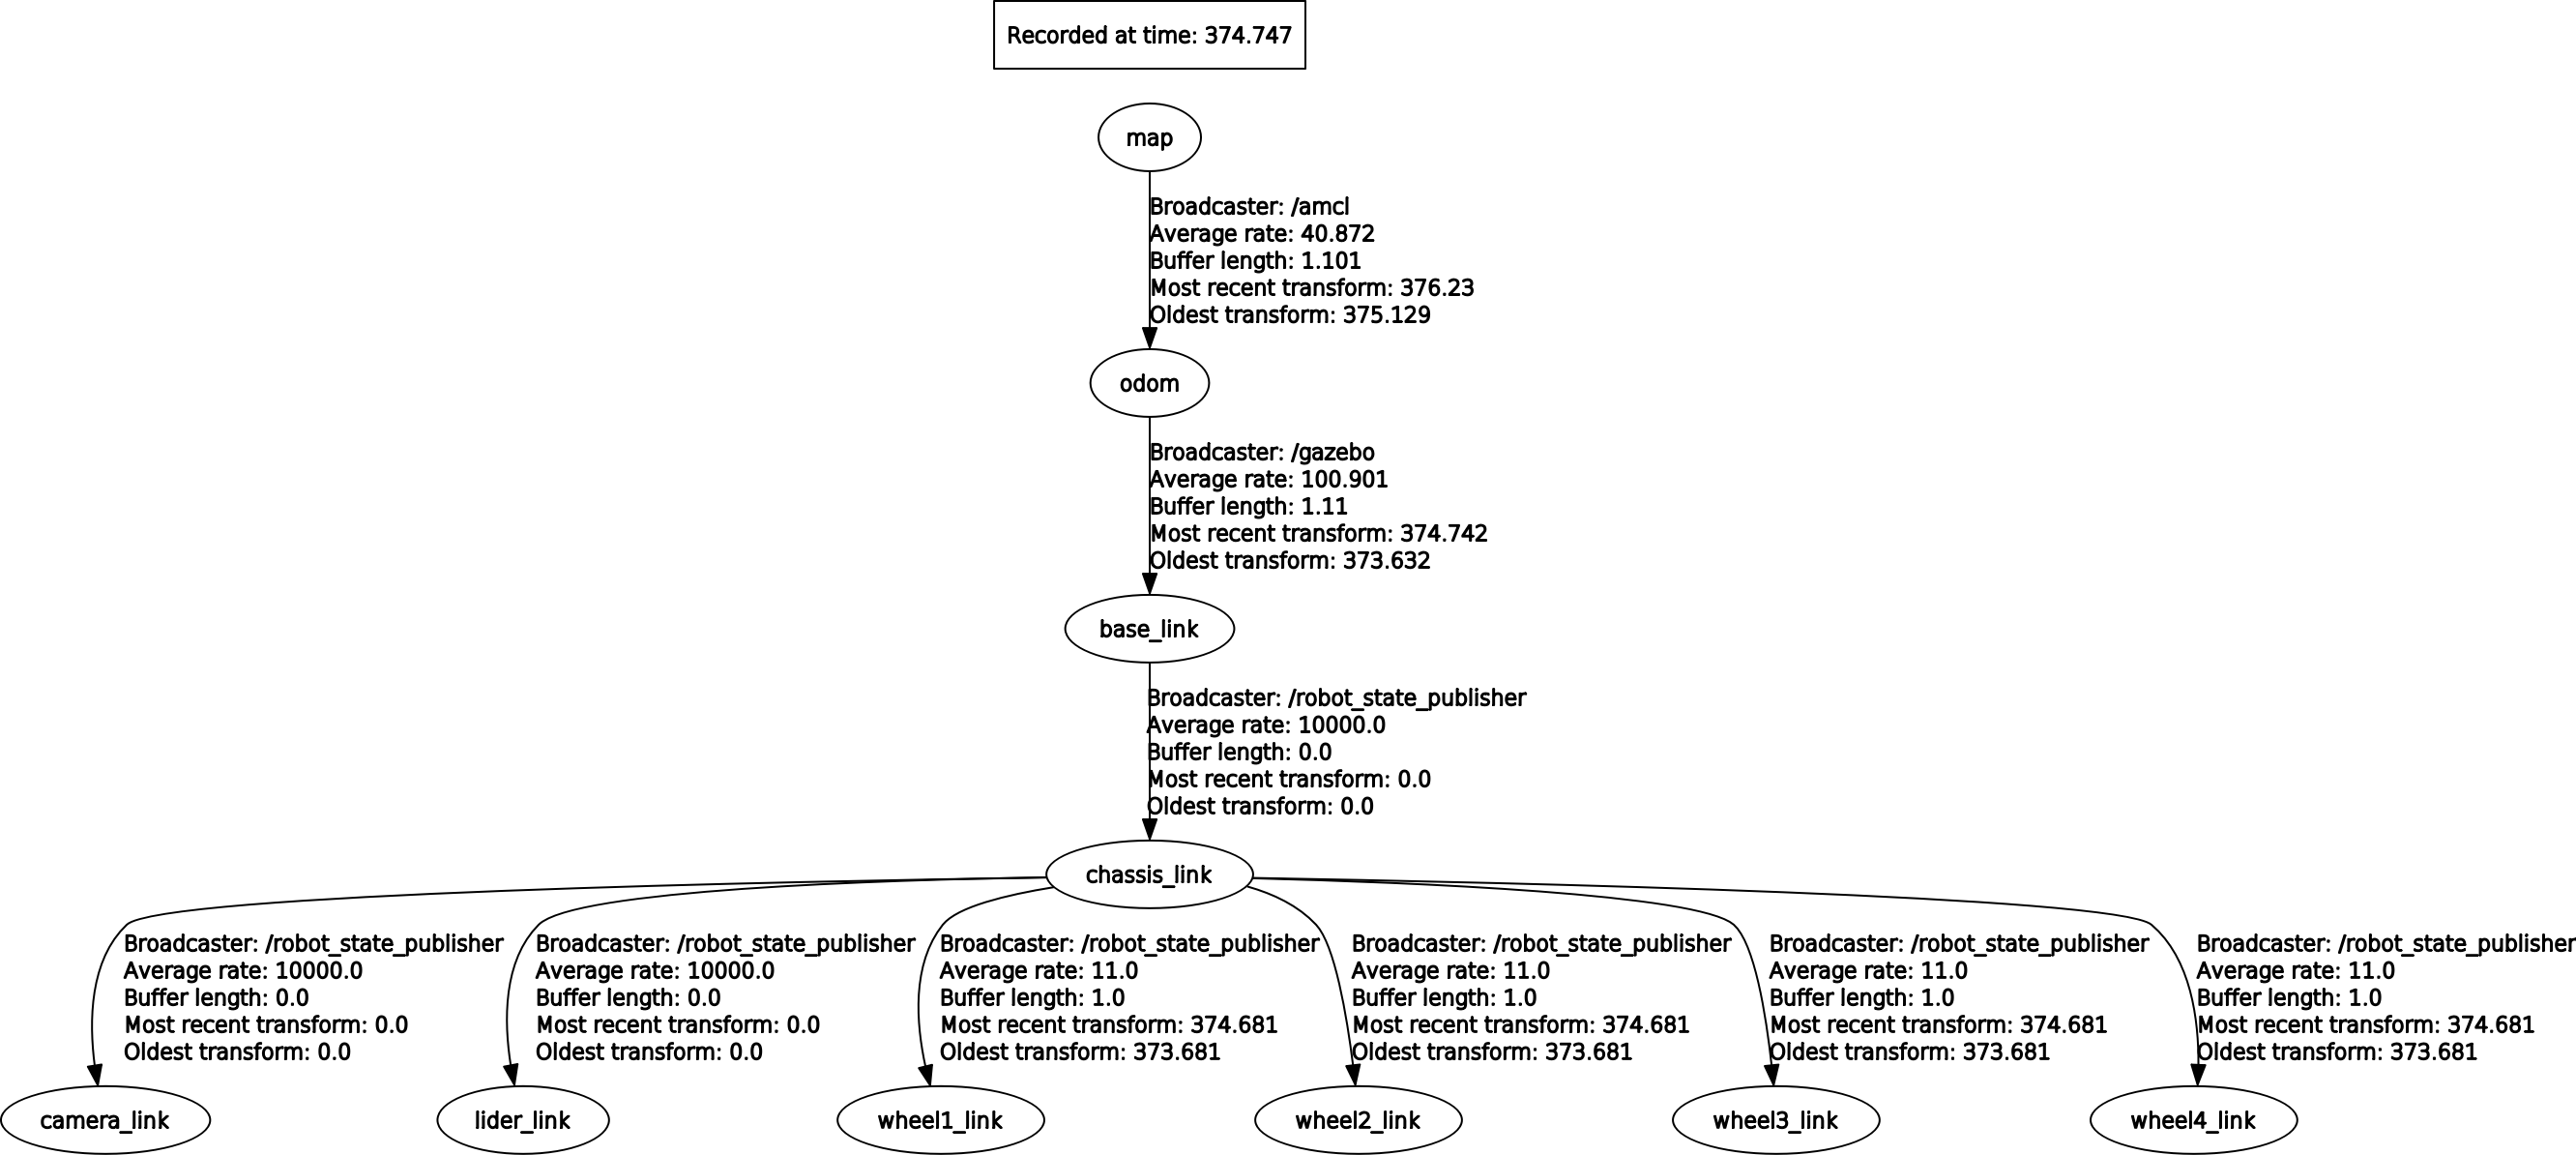 Recorded at time: 374.747
map
Broadcaster: /amcl
Average rate: 40.872
Buffer length: 1.101
Most recent transform: 376.23
Oldest transform: 375.129
odom
Broadcaster: /gazebo
Average rate: 100.901
Buffer length: 1.11
Most recent transform: 374.742
Oldest transform: 373.632
base_link
Broadcaster: /robot_state_publisher
Average rate: 10000.0
Buffer length: 0.0
Most recent transform: 0.0
Oldest transform: 0.0
chassis_link
Broadcaster: /robot_state_publisher
Average rate: 10000.0
Buffer length: 0.0
Most recent transform: 0.0
Oldest transform: 0.0
camera_link
Broadcaster: /robot_state_publisher
Average rate: 10000.0
Buffer length: 0.0
Most recent transform: 0.0
Oldest transform: 0.0
lider_link
Broadcaster: /robot_state_publisher
Average rate: 11.0
Buffer length: 1.0
Most recent transform: 374.681
Oldest transform: 373.681
wheel1_link
Broadcaster: /robot_state_publisher
Average rate: 11.0
Buffer length: 1.0
Most recent transform: 374.681
Oldest transform: 373.681
wheel2_link
Broadcaster: /robot_state_publisher
Average rate: 11.0
Buffer length: 1.0
Most recent transform: 374.681
Oldest transform: 373.681
wheel3_link
Broadcaster: /robot_state_publisher
Average rate: 11.0
Buffer length: 1.0
Most recent transform: 374.681
Oldest transform: 373.681
wheel4_link